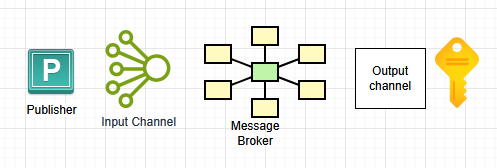 P
Publisher
Input Channel
Message
Broker
Output
channel